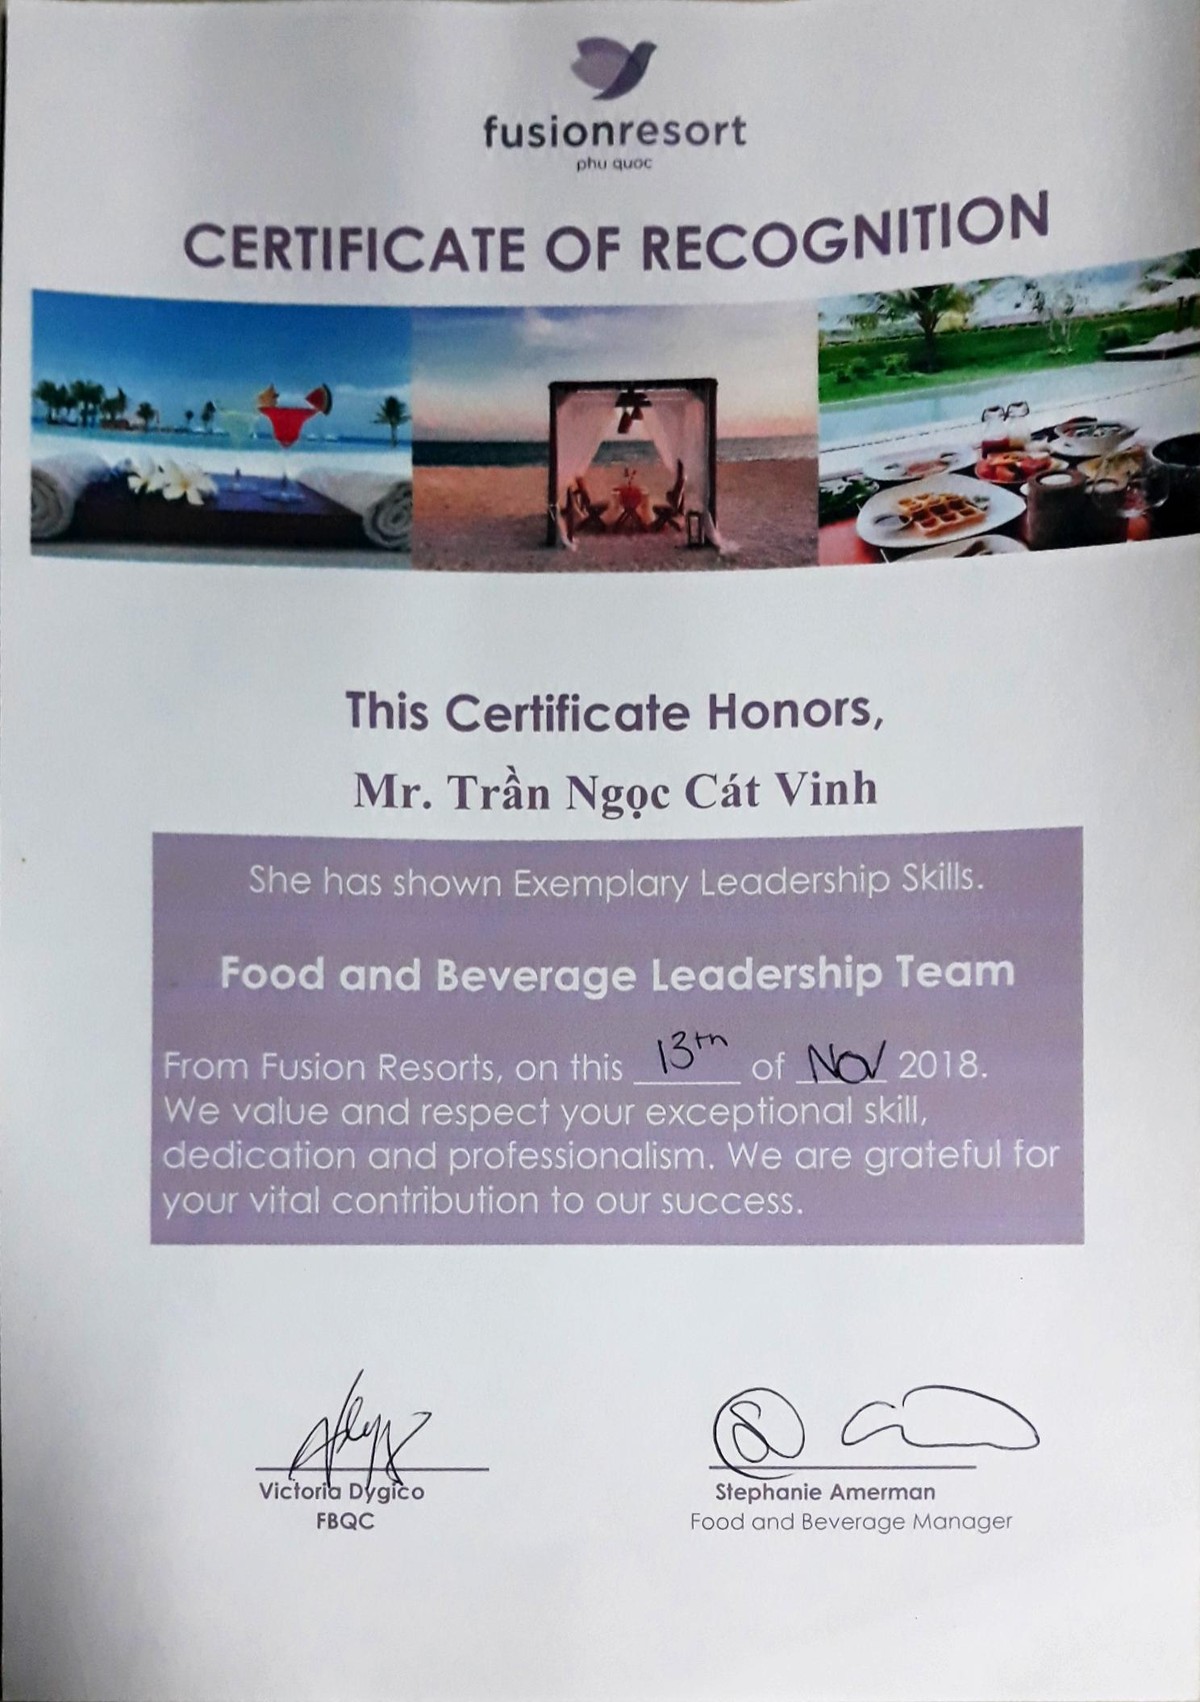 fusionresort
phu quoc
CERTIFICATE OF RECOGNITION
This Certificate Honors,
Mr. Trần Ngọc Cát Vinh
She has shown Exemplary Leadership Skills.
Food and Beverage Leadership Team
From Fusion Resorts, on this 13th of Nov 2018.
We value and respect your exceptional skill,
dedication and professionalism. We are grateful for
your vital contribution to our success.
Victoria Dygico
FBQC
Stephanie Amerman
Food and Beverage Manager